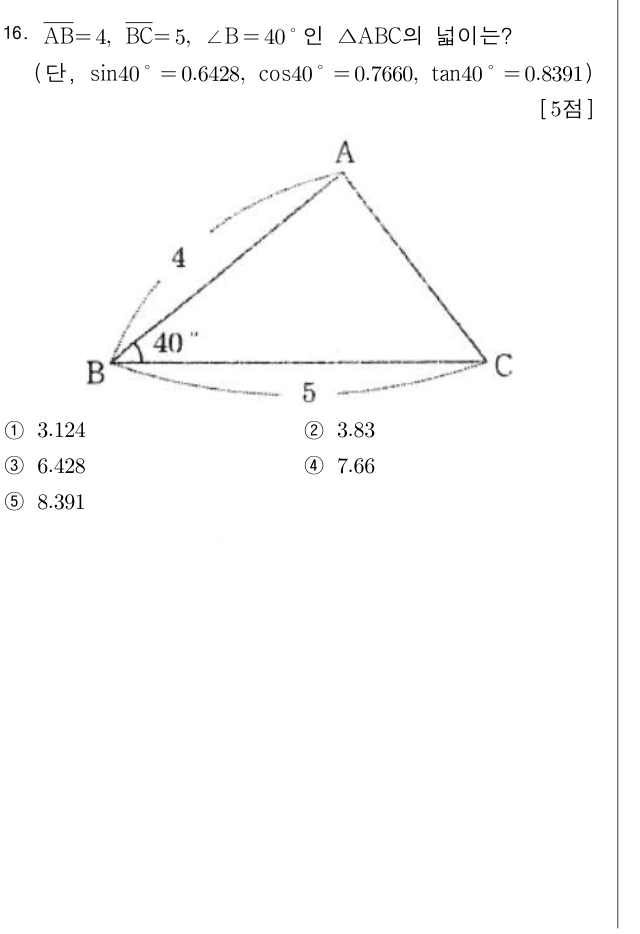 16. AB=4, BC=5, ∠B=40°인 △ABC의 넓이는?
(단, sin40°=0.6428, cos40°=0.7660, tan40°=0.8391)
[5점]
A
4
40°
B
C
5
① 3.124 ② 3.83
③ 6.428 ④ 7.66
⑤ 8.391